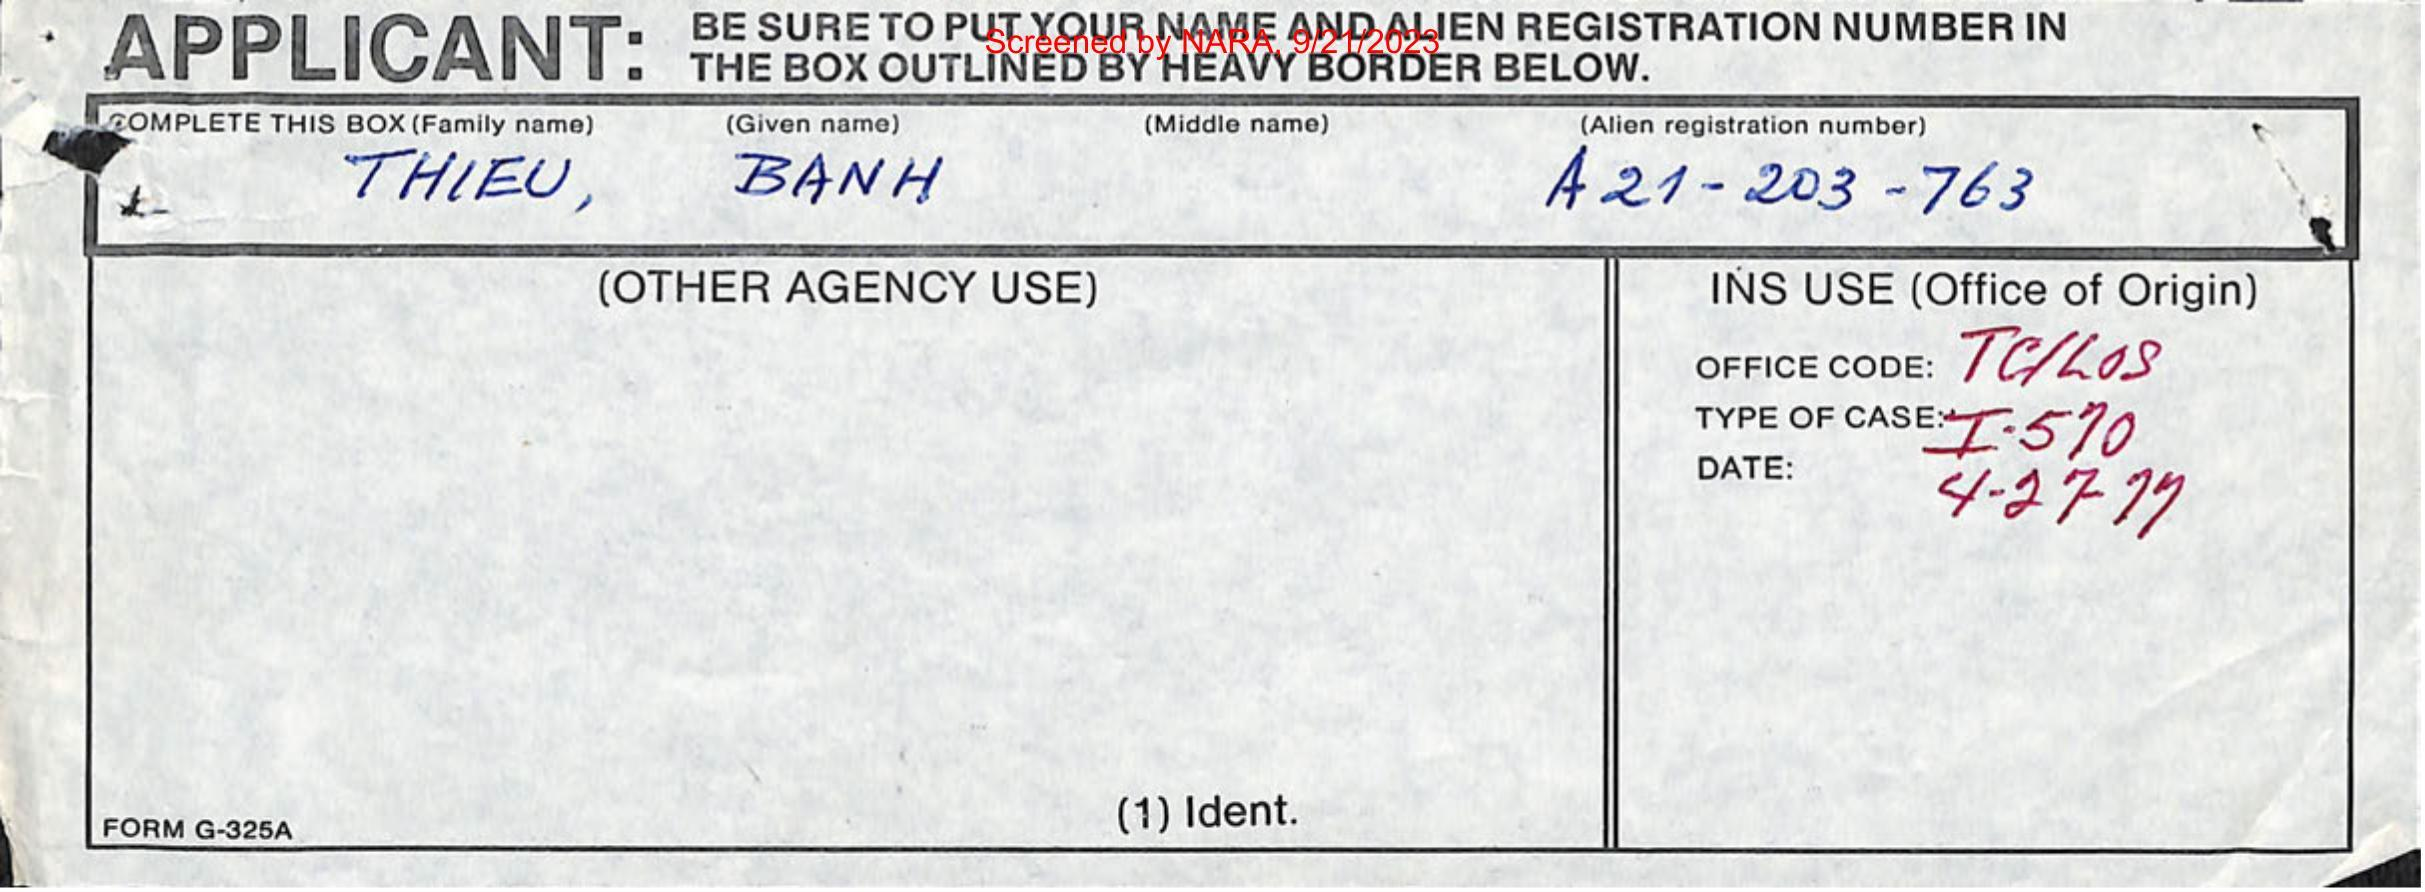 APPLICANT: BE SURE TO PUT YOUR NAME AND ALIEN REGISTRATION NUMBER IN
THE BOX OUTLINED BY HEAVY BORDER BELOW.
Screened by NARA, 9/21/2023
COMPLETE THIS BOX (Family name) (Given name) (Middle name) (Alien registration number)
THIEU, BANH A21-203-763
(OTHER AGENCY USE)
INS USE (Office of Origin)
OFFICE CODE: TC/LOS
TYPE OF CASE: I-570
DATE: 4-27-77
(1) Ident.
FORM G-325A